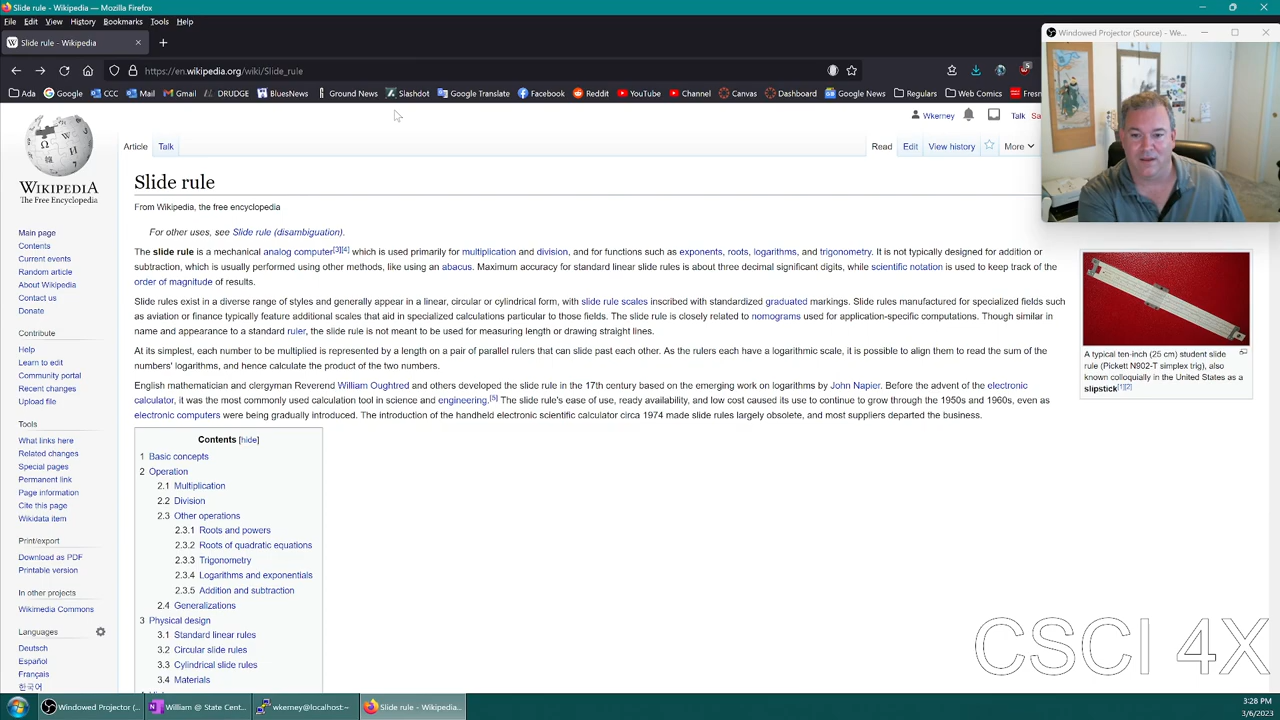 Slide rule — Wikipedia — Mozilla Firefox
File Edit View History Bookmarks Tools Help
Slide rule - Wikipedia
https://en.wikipedia.org/wiki/Slide_rule
Ada Google CCC Mail Gmail DRUDGE BlueNews Ground News Slashdot Google Translate Facebook Reddit YouTube Channel Canvas Dashboard Google News Regulars Web Comics Fresn
Windowed Projector (Source) - We...
Wkerney Talk Sa
Article Talk
Read Edit View history More
WIKIPEDIA
The Free Encyclopedia
Main page
Contents
Current events
Random article
About Wikipedia
Contact us
Donate
Contribute
Help
Learn to edit
Community portal
Recent changes
Upload file
Tools
What links here
Related changes
Special pages
Permanent link
Page information
Cite this page
Wikidata item
Print/export
Download as PDF
Printable version
In other projects
Wikimedia Commons
Languages
Deutsch
Español
Français
한국어
Slide rule
From Wikipedia, the free encyclopedia
For other uses, see Slide rule (disambiguation).
The slide rule is a mechanical analog computer[3][4] which is used primarily for multiplication and division, and for functions such as exponents, roots, logarithms, and trigonometry. It is not typically designed for addition or
subtraction, which is usually performed using other methods, like using an abacus. Maximum accuracy for standard linear slide rules is about three decimal significant digits, while scientific notation is used to keep track of the
order of magnitude of results.
Slide rules exist in a diverse range of styles and generally appear in a linear, circular or cylindrical form, with slide rule scales inscribed with standardized graduated markings. Slide rules manufactured for specialized fields such
as aviation or finance typically feature additional scales that aid in specialized calculations particular to those fields. The slide rule is closely related to nomograms used for application-specific computations. Though similar in
name and appearance to a standard ruler, the slide rule is not meant to be used for measuring length or drawing straight lines.
At its simplest, each number to be multiplied is represented by a length on a pair of parallel rulers that can slide past each other. As the rulers each have a logarithmic scale, it is possible to align them to read the sum of the
numbers' logarithms, and hence calculate the product of the two numbers.
English mathematician and clergyman Reverend William Oughtred and others developed the slide rule in the 17th century based on the emerging work on logarithms by John Napier. Before the advent of the electronic
calculator, it was the most commonly used calculation tool in science and engineering.[5] The slide rule's ease of use, ready availability, and low cost caused its use to continue to grow through the 1950s and 1960s, even as
electronic computers were being gradually introduced. The introduction of the handheld electronic scientific calculator circa 1974 made slide rules largely obsolete, and most suppliers departed the business.
A typical ten-inch (25 cm) student slide
rule (Pickett N902-T simplex trig), also
known colloquially in the United States as a
slipstick[1][2]
Contents [hide]
1 Basic concepts
2 Operation
2.1 Multiplication
2.2 Division
2.3 Other operations
2.3.1 Roots and powers
2.3.2 Roots of quadratic equations
2.3.3 Trigonometry
2.3.4 Logarithms and exponentials
2.3.5 Addition and subtraction
2.4 Generalizations
3 Physical design
3.1 Standard linear rules
3.2 Circular slide rules
3.3 Cylindrical slide rules
3.4 Materials
CSCI 4X
Windowed Projector (... William @ State Cent... wkerney@localhost:~ Slide rule - Wikipedia...
3:28 PM
3/6/2023